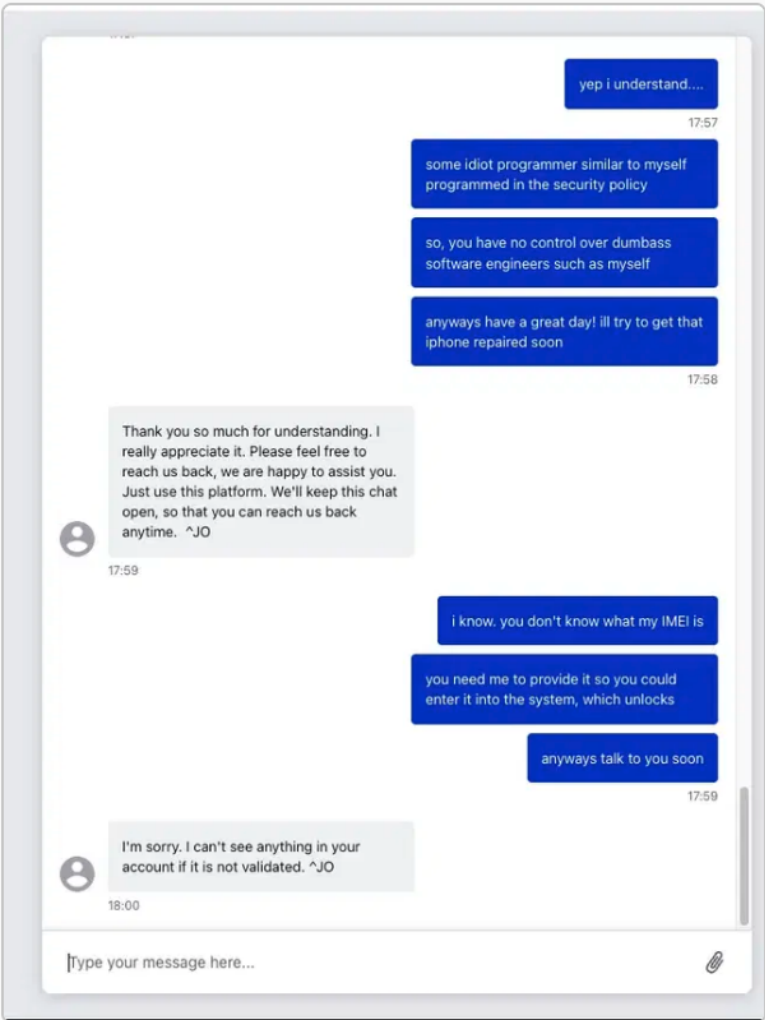 yep i understand....
17:57
some idiot programmer similar to myself
programmed in the security policy
so, you have no control over dumbass
software engineers such as myself
anyways have a great day! ill try to get that
iphone repaired soon
17:58
Thank you so much for understanding. I
really appreciate it. Please feel free to
reach us back, we are happy to assist you.
Just use this platform. We'll keep this chat
open, so that you can reach us back
anytime. ^JO
17:59
i know. you don't know what my IMEI is
you need me to provide it so you could
enter it into the system, which unlocks
anyways talk to you soon
17:59
I'm sorry. I can't see anything in your
account if it is not validated. ^JO
18:00
Type your message here...